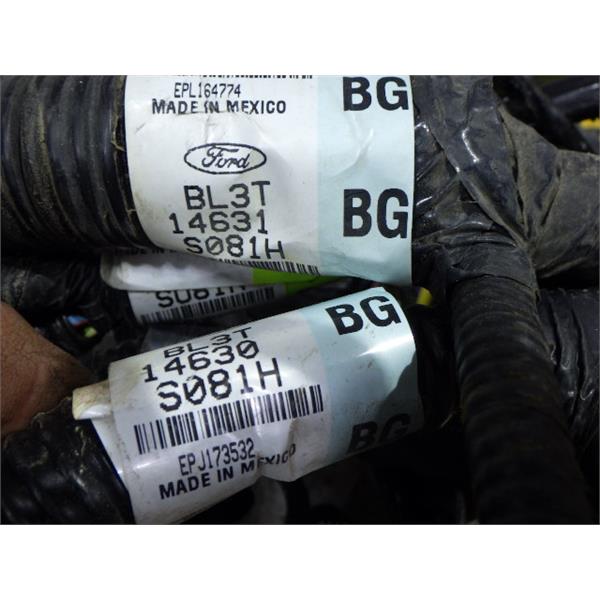 EPL164774
MADE IN MEXICO
BG
Ford
BL3T
14631
S081H
BG
S081H
BG
BL3T
14630
S081H
BG
EPJ173532
MADE IN MEXICO